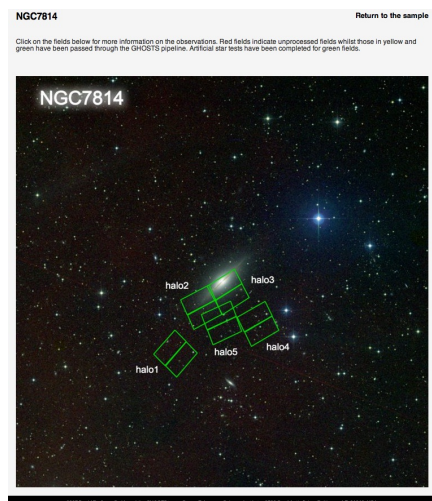 NGC7814
Return to the sample
Click on the fields below for more information on the observations. Red fields indicate unprocessed fields whilst those in yellow and
green have been passed through the GHOSTS pipeline. Artificial star tests have been completed for green fields.
NGC7814
halo2
halo3
halo5
halo4
halo1